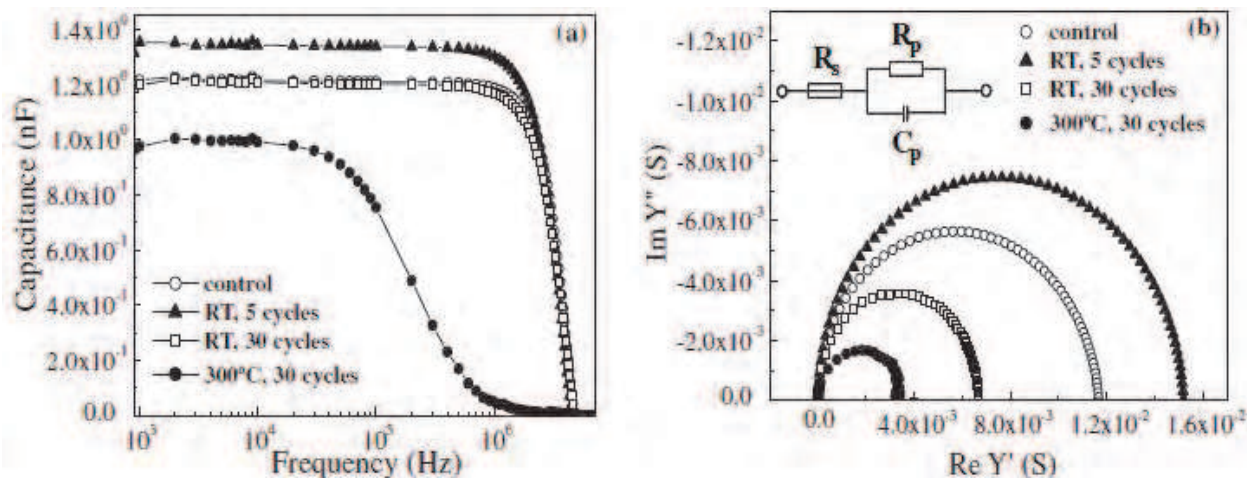 (a)
Capacitance (nF)
1.4x10⁰
1.2x10⁰
1.0x10⁰
8.0x10⁻¹
6.0x10⁻¹
4.0x10⁻¹
2.0x10⁻¹
0.0
control
RT, 5 cycles
RT, 30 cycles
300ºC, 30 cycles
10³ 10⁴ 10⁵ 10⁶
Frequency (Hz)
(b)
Im Y" (S)
-1.2x10⁻²
-1.0x10⁻²
-8.0x10⁻³
-6.0x10⁻³
-4.0x10⁻³
-2.0x10⁻³
0.0
Rₛ
Rₚ
Cₚ
control
RT, 5 cycles
RT, 30 cycles
300ºC, 30 cycles
0.0 4.0x10⁻³ 8.0x10⁻³ 1.2x10⁻² 1.6x10⁻²
Re Y' (S)